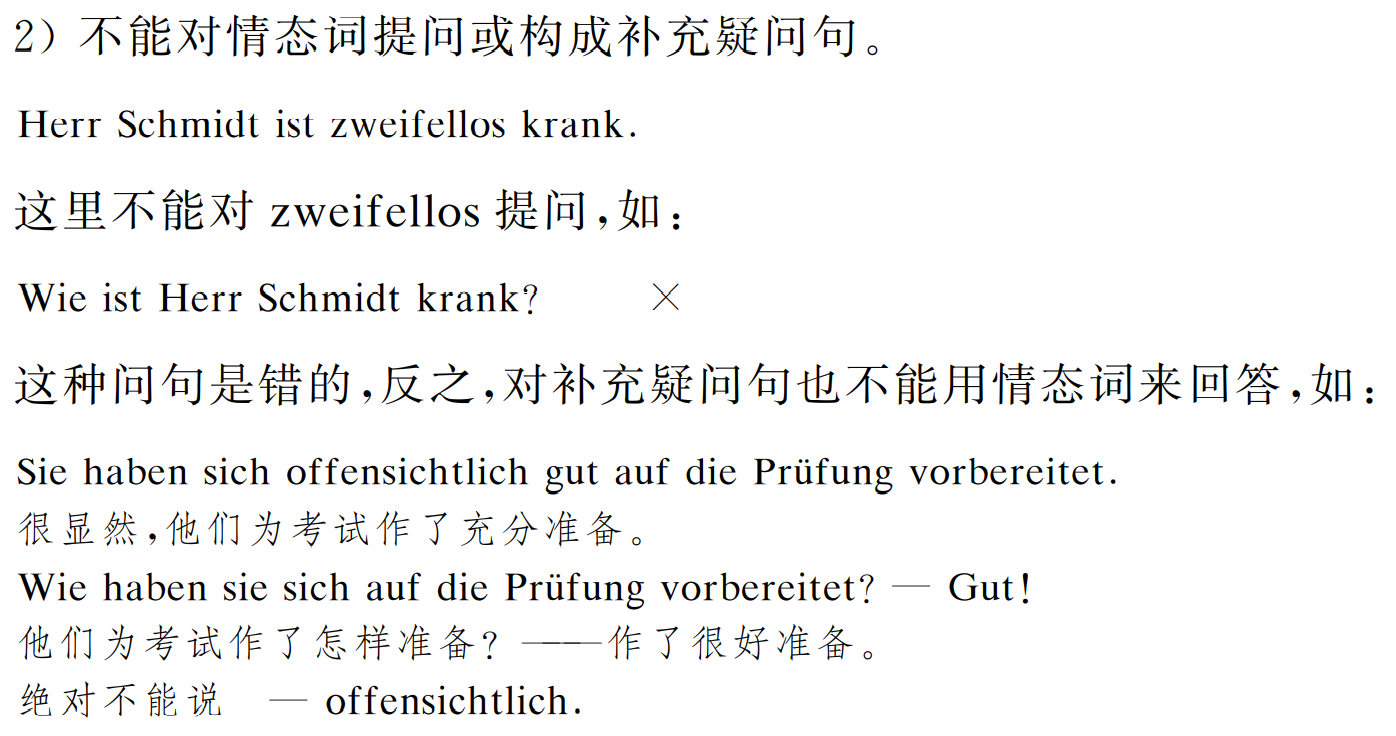 2）不能对情态词提问或构成补充疑问句。
Herr Schmidt ist zweifellos krank.
这里不能对 zweifellos 提问，如：
Wie ist Herr Schmidt krank? ×
这种问句是错的，反之，对补充疑问句也不能用情态词来回答，如：
Sie haben sich offensichtlich gut auf die Prüfung vorbereitet.
很显然，他们为考试作了充分准备。
Wie haben sie sich auf die Prüfung vorbereitet? — Gut!
他们为考试作了怎样准备？——作了很好准备。
绝对不能说 — offensichtlich.